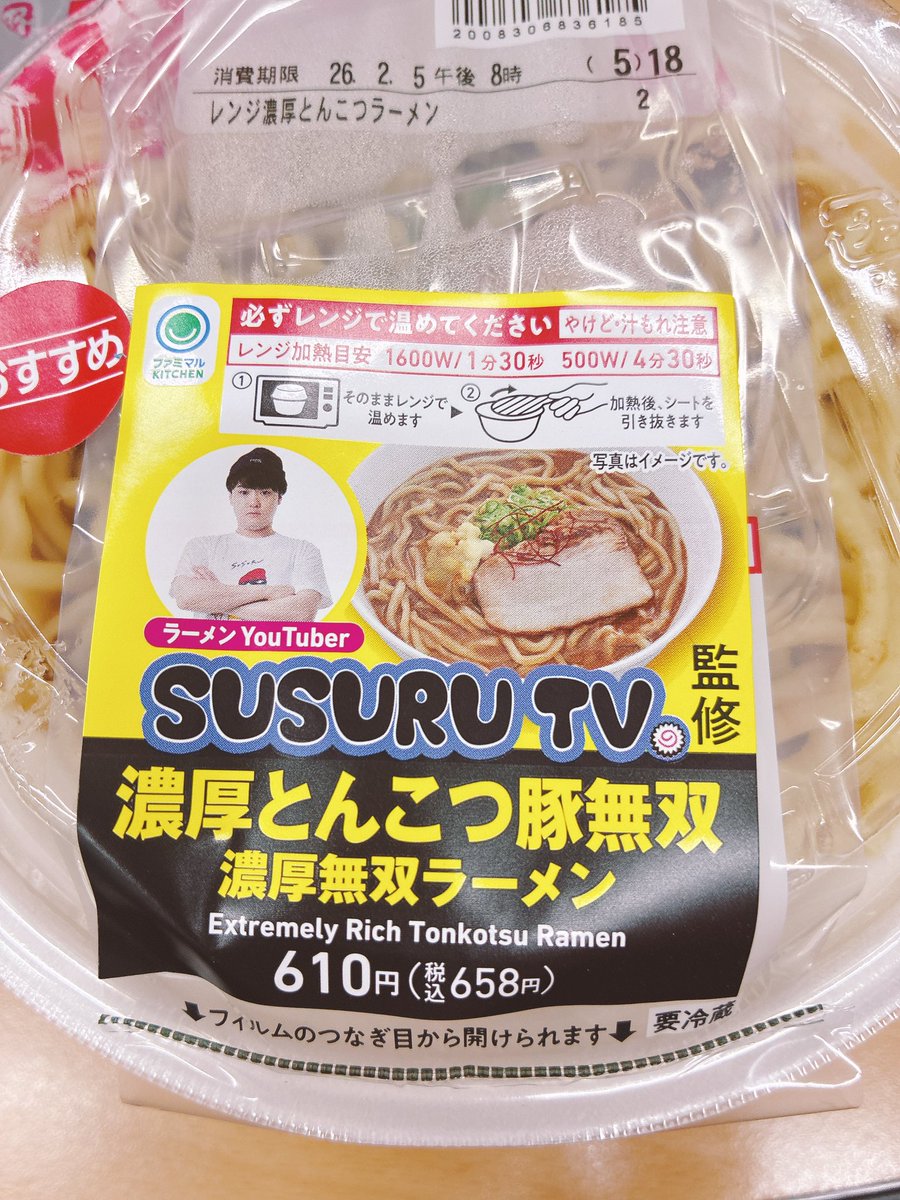 2008306836185
消費期限 26.2.5午後8時 (5)18
レンジ濃厚とんこつラーメン 2
おすすめ
ファミマル
KITCHEN
必ずレンジで温めてください やけど・汁もれ注意
レンジ加熱目安 1600W/1分30秒 500W/4分30秒
① そのままレンジで
温めます
② 加熱後、シートを
引き抜きます
写真はイメージです。
SUSURU
ラーメン YouTuber
SUSURU TV.
監修
濃厚とんこつ豚無双
濃厚無双ラーメン
Extremely Rich Tonkotsu Ramen
610円(税込658円)
フィルムのつなぎ目から開けられます
要冷蔵